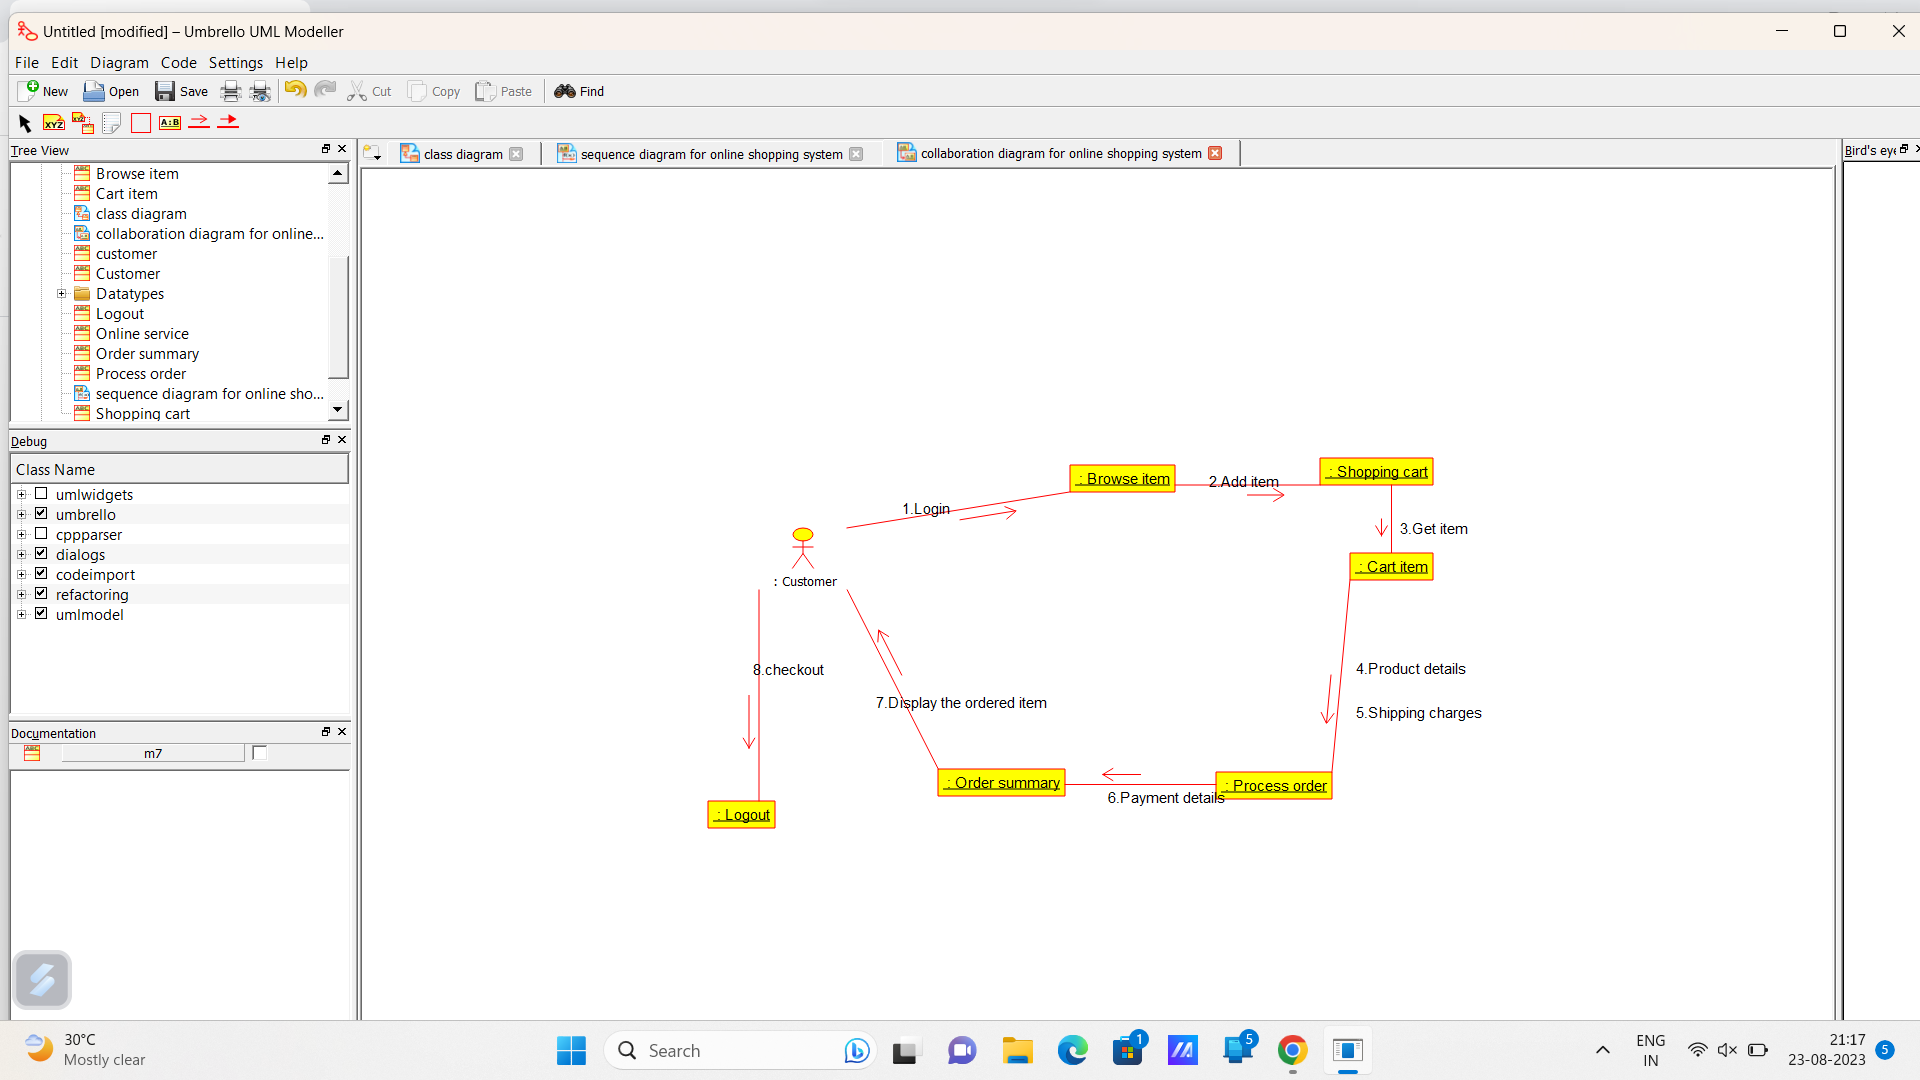 Untitled [modified] – Umbrello UML Modeller
File Edit Diagram Code Settings Help
New Open Save Cut Copy Paste Find
XYZ XYZ A:B
Tree View
Browse item
Cart item
class diagram
collaboration diagram for online...
customer
Customer
Datatypes
Logout
Online service
Order summary
Process order
sequence diagram for online sho...
Shopping cart
Debug
Class Name
umlwidgets
umbrello
cppparser
dialogs
codeimport
refactoring
umlmodel
Documentation
m7
class diagram
sequence diagram for online shopping system
collaboration diagram for online shopping system
Bird's eye
: Browse item
2.Add item
: Shopping cart
1.Login
3.Get item
: Customer
: Cart item
8.checkout
4.Product details
7.Display the ordered item
5.Shipping charges
: Order summary
: Process order
6.Payment details
: Logout
30°C
Mostly clear
Search
1
5
ENG
IN
21:17
23-08-2023
5